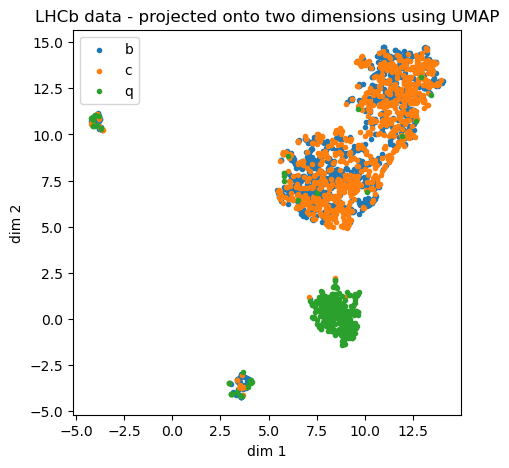 LHCb data - projected onto two dimensions using UMAP
b
c
q
15.0
12.5
10.0
7.5
5.0
2.5
0.0
−2.5
−5.0
dim 2
−5.0 −2.5 0.0 2.5 5.0 7.5 10.0 12.5
dim 1